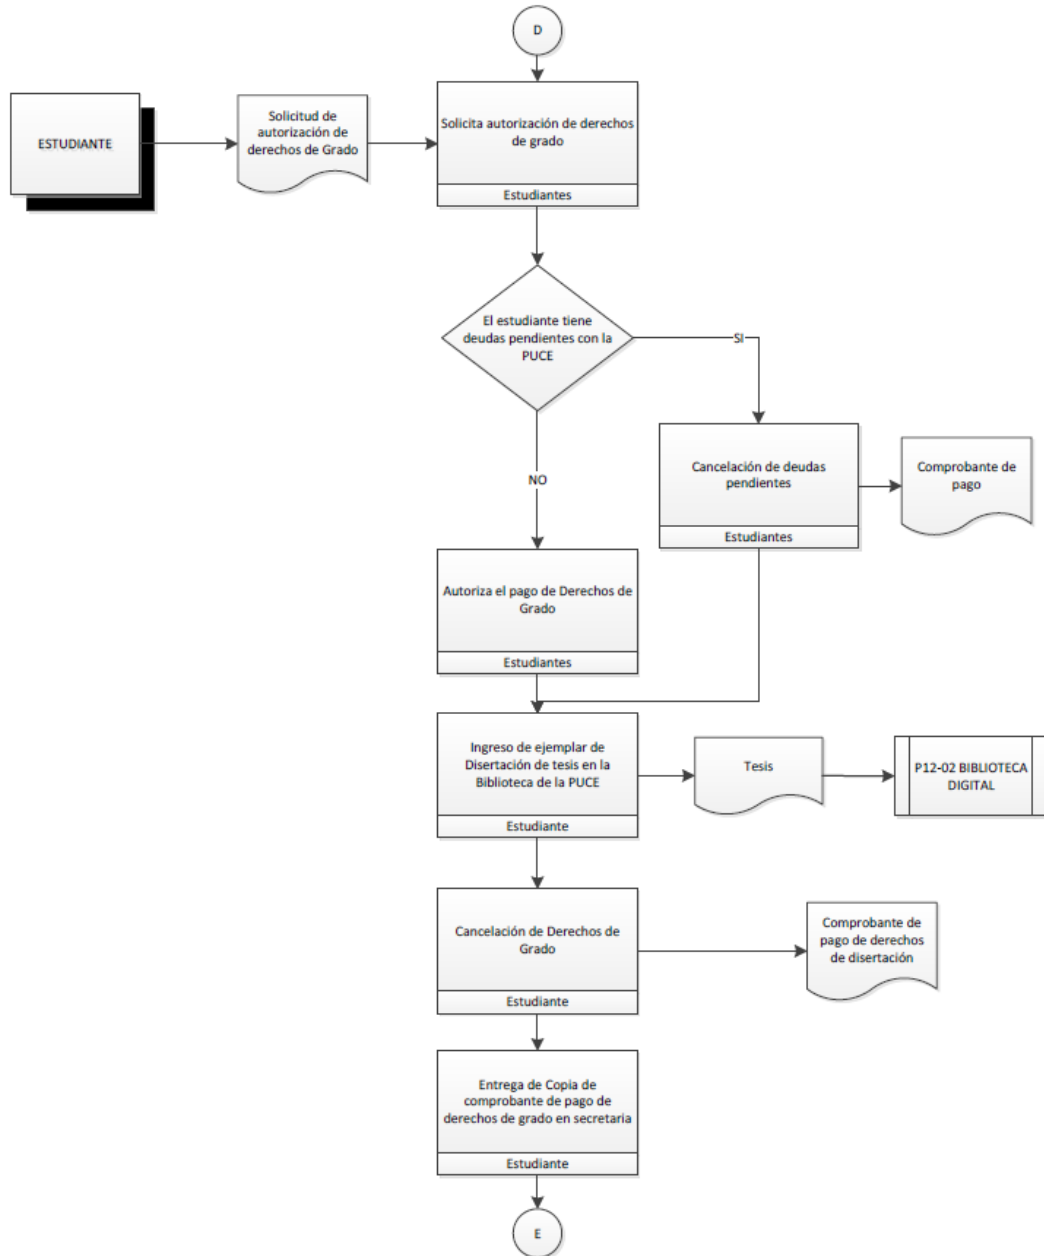 D
ESTUDIANTE
Solicitud de
autorización de
derechos de Grado
Solicita autorización de derechos
de grado
Estudiantes
El estudiante tiene
deudas pendientes con la
PUCE
SI
NO
Cancelación de deudas
pendientes
Estudiantes
Comprobante de
pago
Autoriza el pago de Derechos de
Grado
Estudiantes
Ingreso de ejemplar de
Disertación de tesis en la
Biblioteca de la PUCE
Estudiante
Tesis
P12-02 BIBLIOTECA
DIGITAL
Cancelación de Derechos de
Grado
Estudiante
Comprobante de
pago de derechos
de disertación
Entrega de Copia de
comprobante de pago de
derechos de grado en secretaria
Estudiante
E